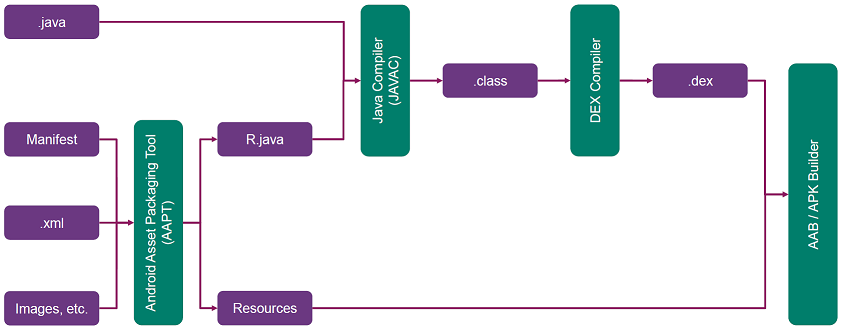 .java
Java Compiler
(JAVAC)
.class
DEX Compiler
.dex
Manifest
Android Asset Packaging Tool
(AAPT)
R.java
AAB / APK Builder
.xml
Images, etc.
Resources